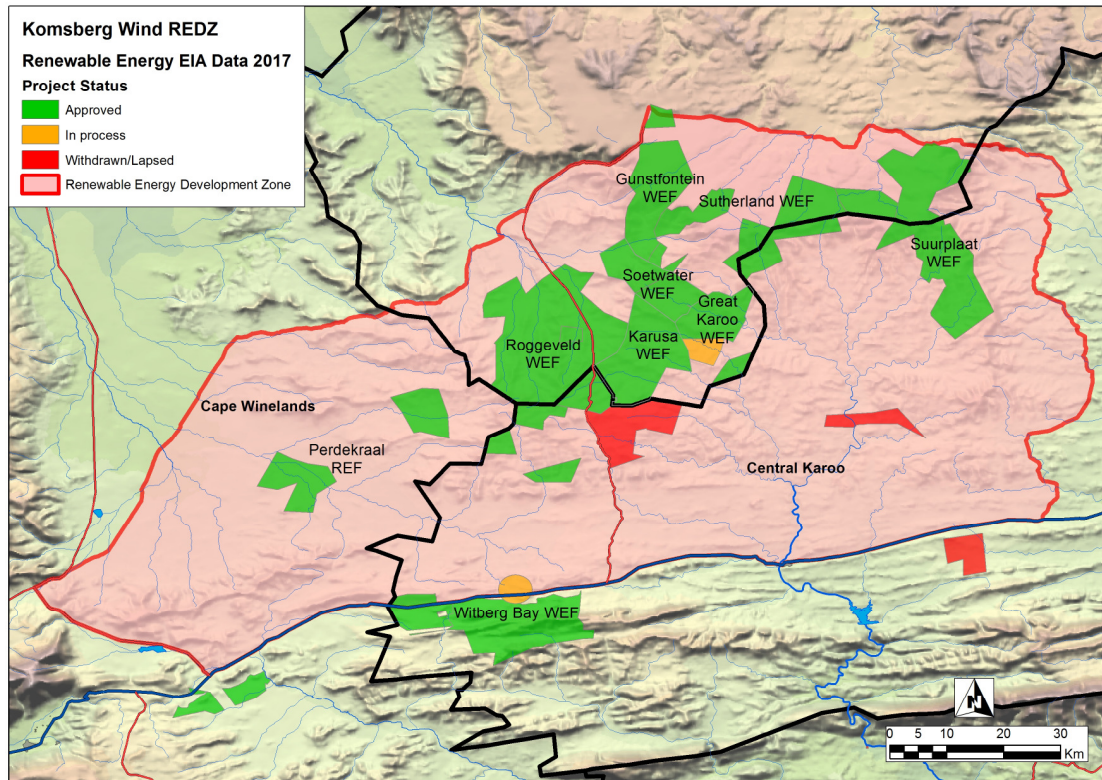 Komsberg Wind REDZ
Renewable Energy EIA Data 2017
Project Status
Approved
In process
Withdrawn/Lapsed
Renewable Energy Development Zone
Gunstfontein
WEF
Sutherland WEF
Suurplaat
WEF
Soetwater
WEF
Great
Karoo
WEF
Karusa
WEF
Roggeveld
WEF
Cape Winelands
Perdekraal
REF
Central Karoo
Witberg Bay WEF
N
0 5 10 20 30
Km